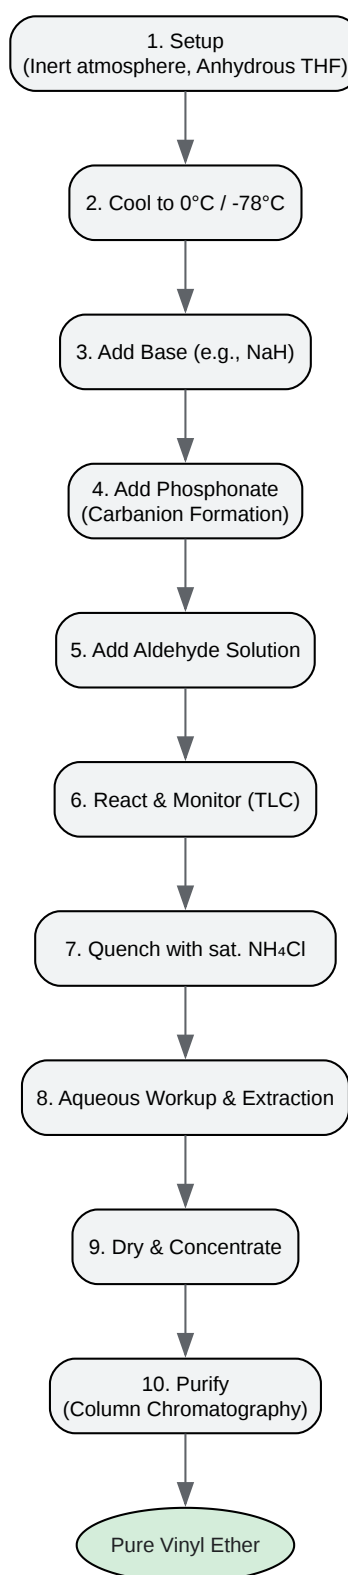 1. Setup
(Inert atmosphere, Anhydrous THF)
2. Cool to 0°C / -78°C
3. Add Base (e.g., NaH)
4. Add Phosphonate
(Carbanion Formation)
5. Add Aldehyde Solution
6. React & Monitor (TLC)
7. Quench with sat. NH₄Cl
8. Aqueous Workup & Extraction
9. Dry & Concentrate
10. Purify
(Column Chromatography)
Pure Vinyl Ether